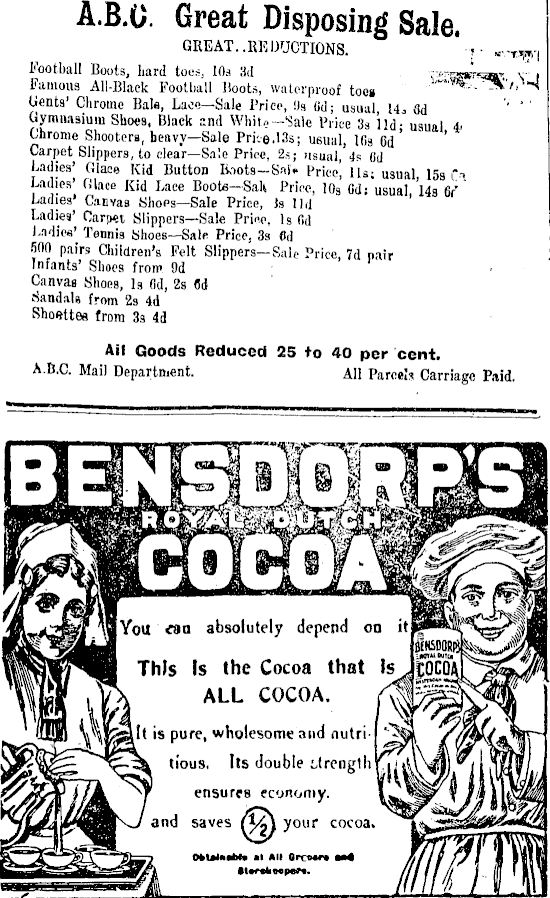 A.B.C. Great Disposing Sale.
GREAT..REDUCTIONS.
Football Boots, hard toes, 10s 3d
Famous All-Black Football Boots, waterproof toes
Gents' Chrome Bals, Lace—Sale Price, 9s 6d; usual, 14s 6d
Gymnasium Shoes, Black and White—Sale Price 3s 11d; usual,
Chrome Shooters, heavy—Sale Price, 13s; usual, 16s 6d
Carpet Slippers, to clear—Sale Price, 2s; usual, 4s 6d
Ladies' Glace Kid Button Boots—Sale Price, 11s; usual, 15s
Ladies' Glace Kid Lace Boots—Sale Price, 10s 6d; usual, 14s 6d
Ladies' Canvas Shoes—Sale Price, 3s 11d
Ladies' Carpet Slippers—Sale Price, 1s 6d
Ladies' Tennis Shoes—Sale Price, 3s 6d
500 pairs Children's Felt Slippers—Sale Price, 7d pair
Infants' Shoes from 9d
Canvas Shoes, 1s 6d, 2s 6d
Sandals from 2s 4d
Shoettes from 3s 4d
All Goods Reduced 25 to 40 per cent.
A.B.C. Mail Department. All Parcels Carriage Paid.
BENSDORP'S
ROYAL DUTCH
COCOA
You can absolutely depend on it
This is the Cocoa that is
ALL COCOA.
It is pure, wholesome and nutri-
tious. Its double strength
ensures economy.
and saves 1/2 your cocoa.
Obtainable at All Grocers and
Storekeepers.
BENSDORP'S
ROYAL DUTCH
COCOA